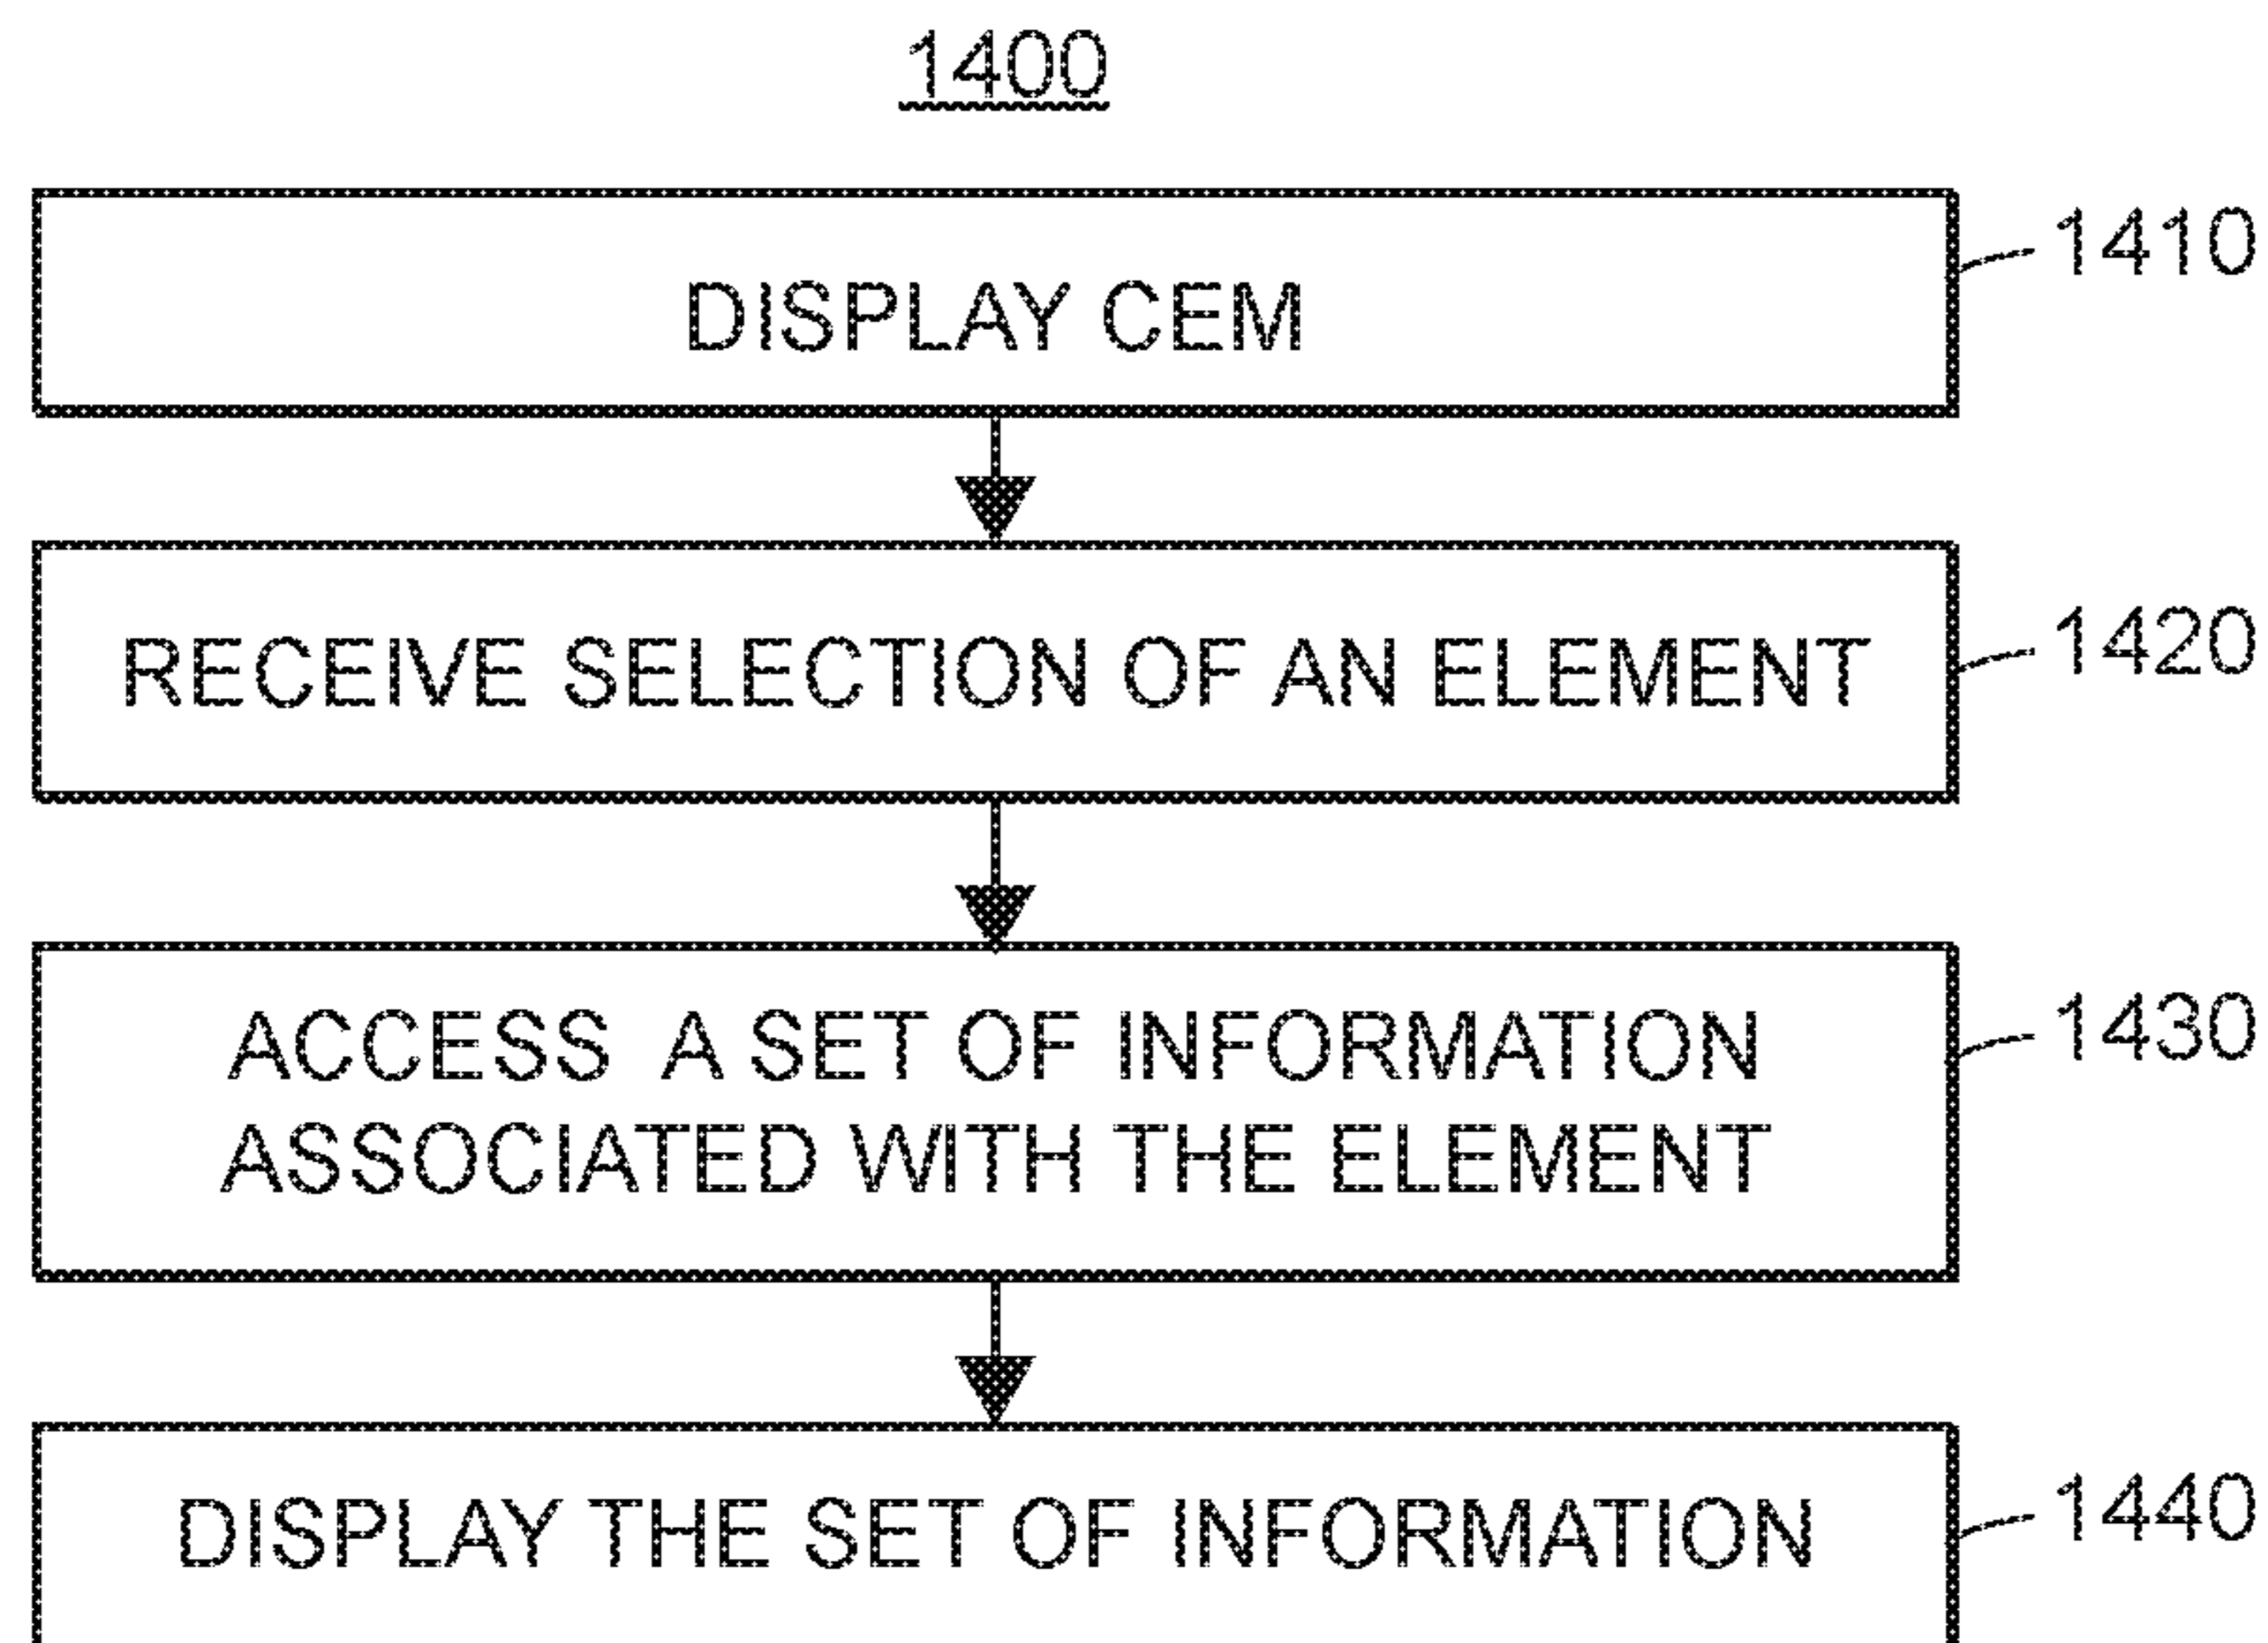 1400
DISPLAY CEM
1410
RECEIVE SELECTION OF AN ELEMENT
1420
ACCESS A SET OF INFORMATION
ASSOCIATED WITH THE ELEMENT
1430
DISPLAY THE SET OF INFORMATION
1440